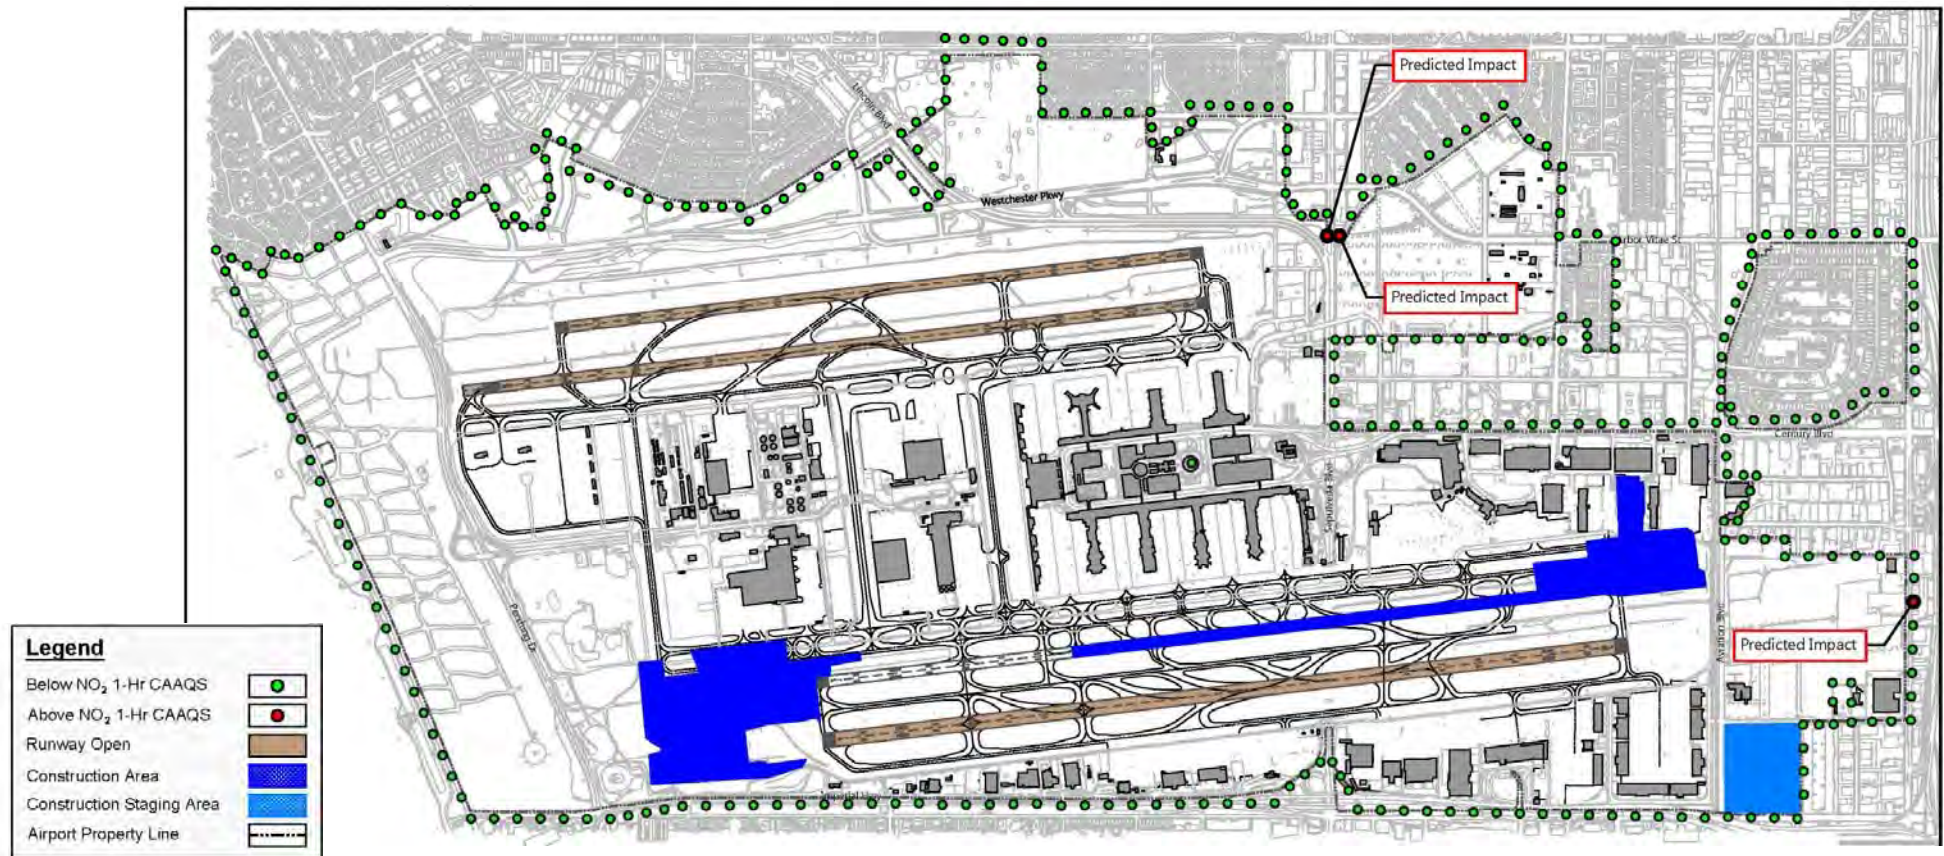 Predicted Impact
Lincoln Blvd
Westchester Pkwy
Arbor Vitae St
Predicted Impact
Century Blvd
Sepulveda Blvd
Pershing Dr
Aviation Blvd
Predicted Impact
Imperial Hwy
Legend
Below NO₂ 1-Hr CAAQS
Above NO₂ 1-Hr CAAQS
Runway Open
Construction Area
Construction Staging Area
Airport Property Line